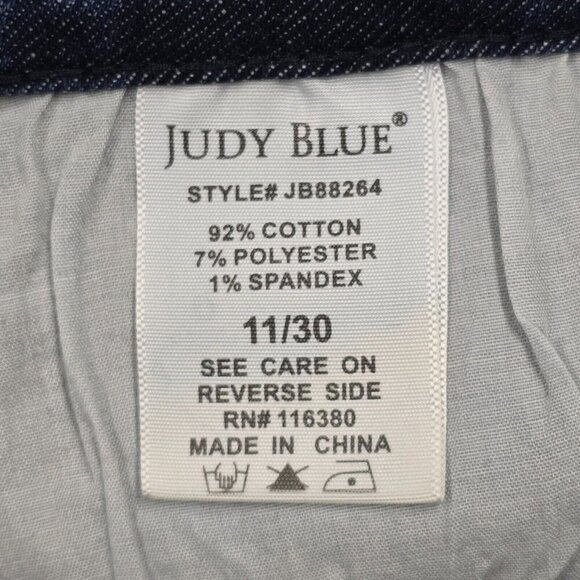 JUDY BLUE®
STYLE# JB88264
92% COTTON
7% POLYESTER
1% SPANDEX
11/30
SEE CARE ON
REVERSE SIDE
RN# 116380
MADE IN CHINA